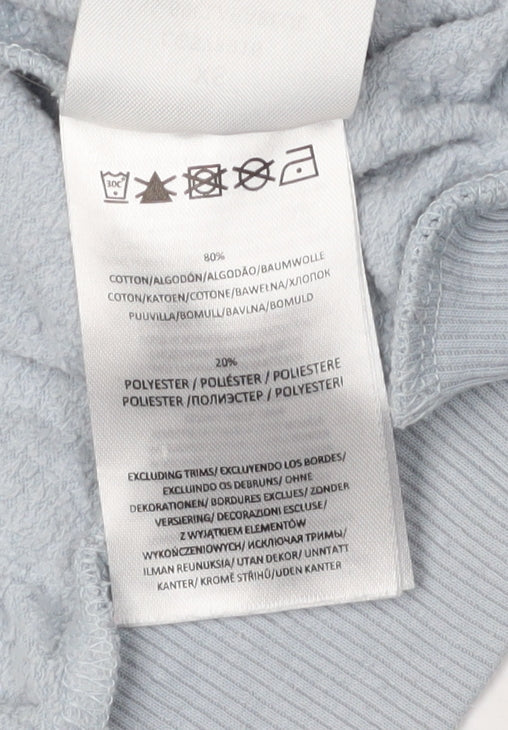 30C
80%
COTTON/ALGODÓN/ALGODÃO/BAUMWOLLE
COTON/KATOEN/COTONE/BAWEŁNA/ХЛОПОК
PUUVILLA/BOMULL/BAVLNA/BOMULD
20%
POLYESTER / POLIÉSTER / POLIESTERE
POLIESTER /ПОЛИЭСТЕР / POLYESTERI
EXCLUDING TRIMS/ EXCLUYENDO LOS BORDES/
EXCLUINDO OS DEBRUNS/ OHNE
DEKORATIONEN/ BORDURES EXCLUES/ ZONDER
VERSIERING/ DECORAZIONI ESCLUSE/
Z WYJĄTKIEM ELEMENTÓW
WYKOŃCZENIOWYCH/ ИСКЛЮЧАЯ ТРИМЫ/
ILMAN REUNUKSIA/ UTAN DEKOR/ UNNTATT
KANTER/ KROMĚ STŘIHŮ/UDEN KANTER